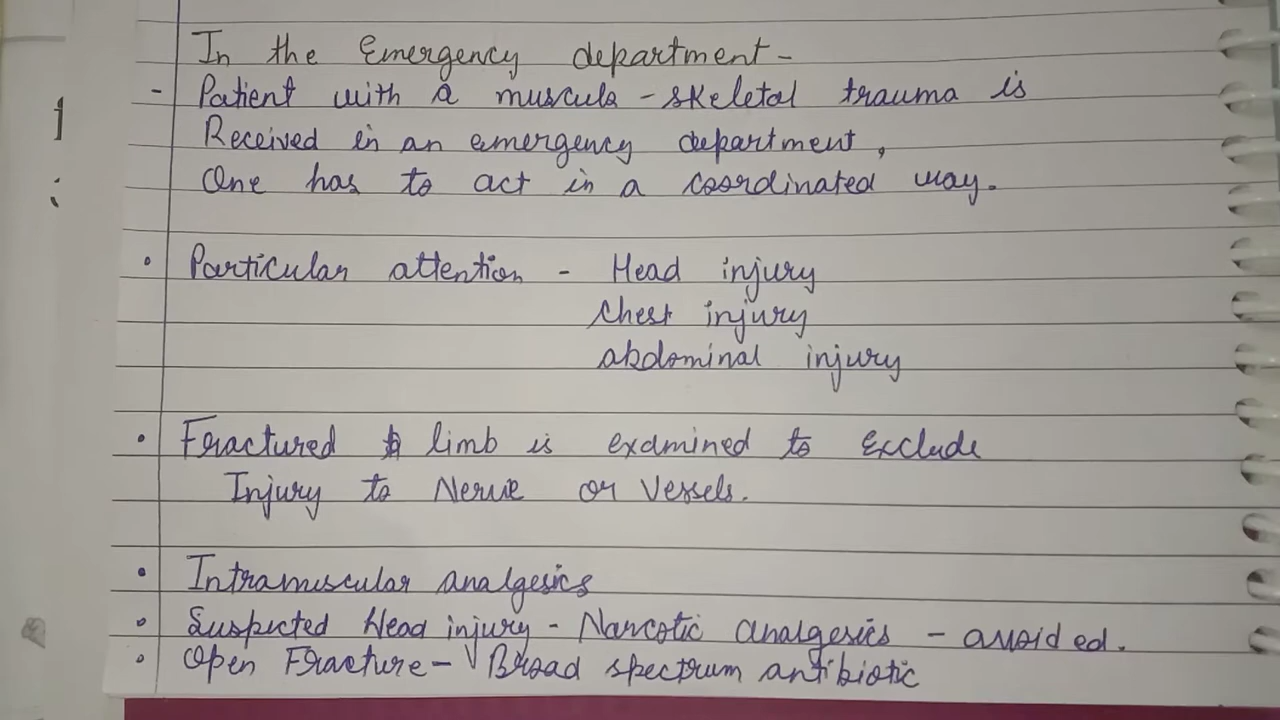 In the Emergency department -
- Patient with a musculo - skeletal trauma is
Received in an emergency department,
One has to act in a coordinated way.
• Particular attention - Head injury
Chest injury
abdominal injury
• Fractured limb is examined to Exclude
Injury to Nerve or Vessels.
• Intramuscular analgesics
• Suspected Head injury - Narcotic analgesics - avoided.
• Open Fracture - Broad spectrum antibiotic